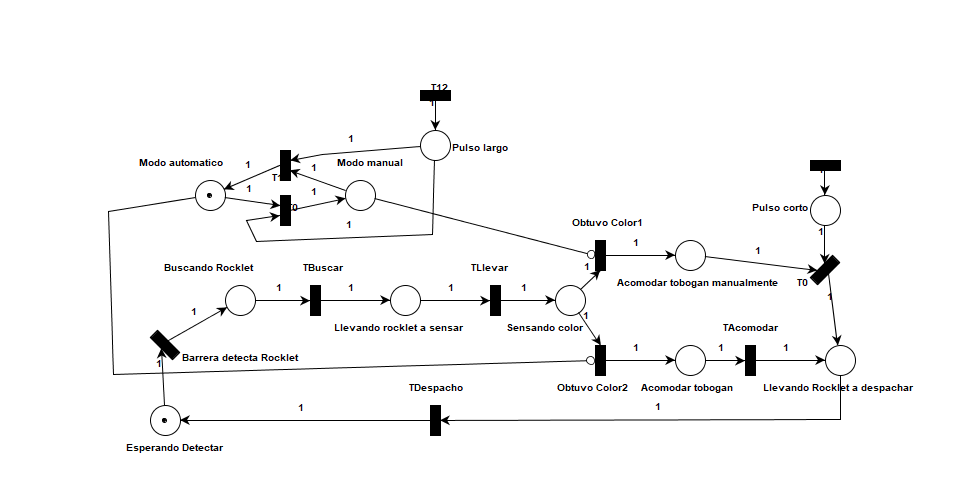 T12
1
1
Pulso largo
Modo automatico
1
1
Modo manual
1
1
T0
1
Pulso corto
1
Obtuvo Color1
1
1
Acomodar tobogan manualmente
T0
1
Buscando Rocklet
TBuscar
TLlevar
1
1
1
1
1
1
Llevando rocklet a sensar
Sensando color
1
TAcomodar
Barrera detecta Rocklet
1
1
1
1
TDespacho
Obtuvo Color2
Acomodar tobogan
Llevando Rocklet a despachar
1
1
Esperando Detectar